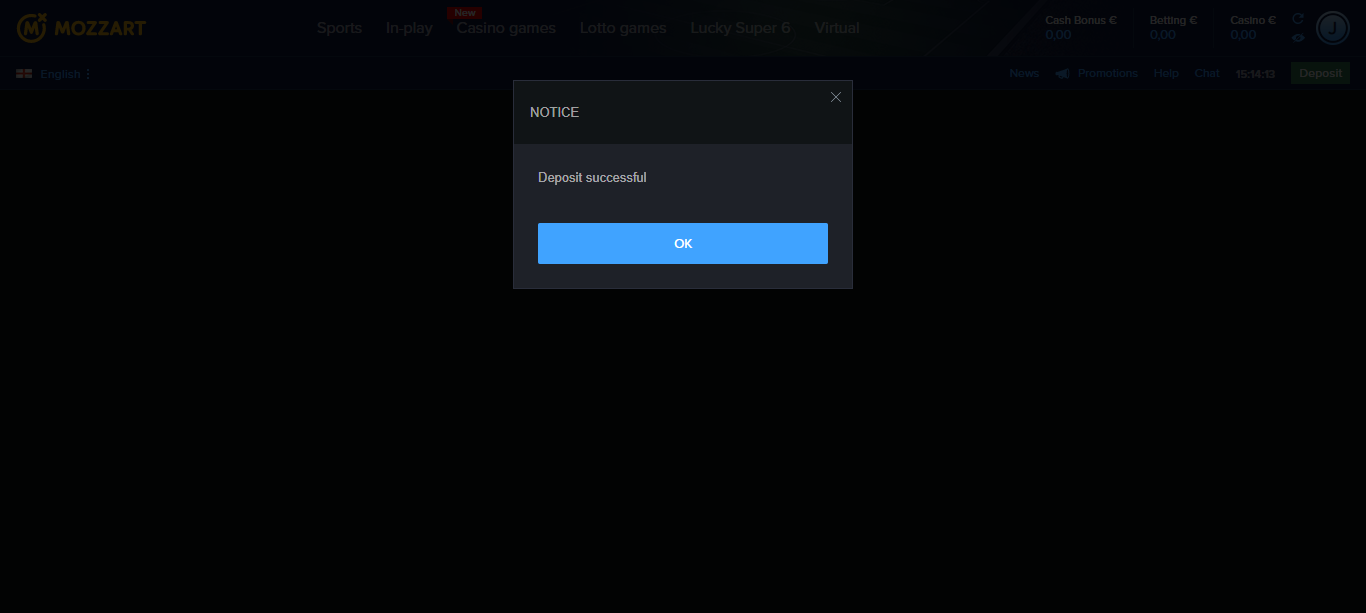 MOZZART
Sports
In-play
New
Casino games
Lotto games
Lucky Super 6
Virtual
Cash Bonus €
0,00
Betting €
0,00
Casino €
0,00
J
English
News
Promotions
Help
Chat
15:14:13
Deposit
NOTICE
Deposit successful
OK